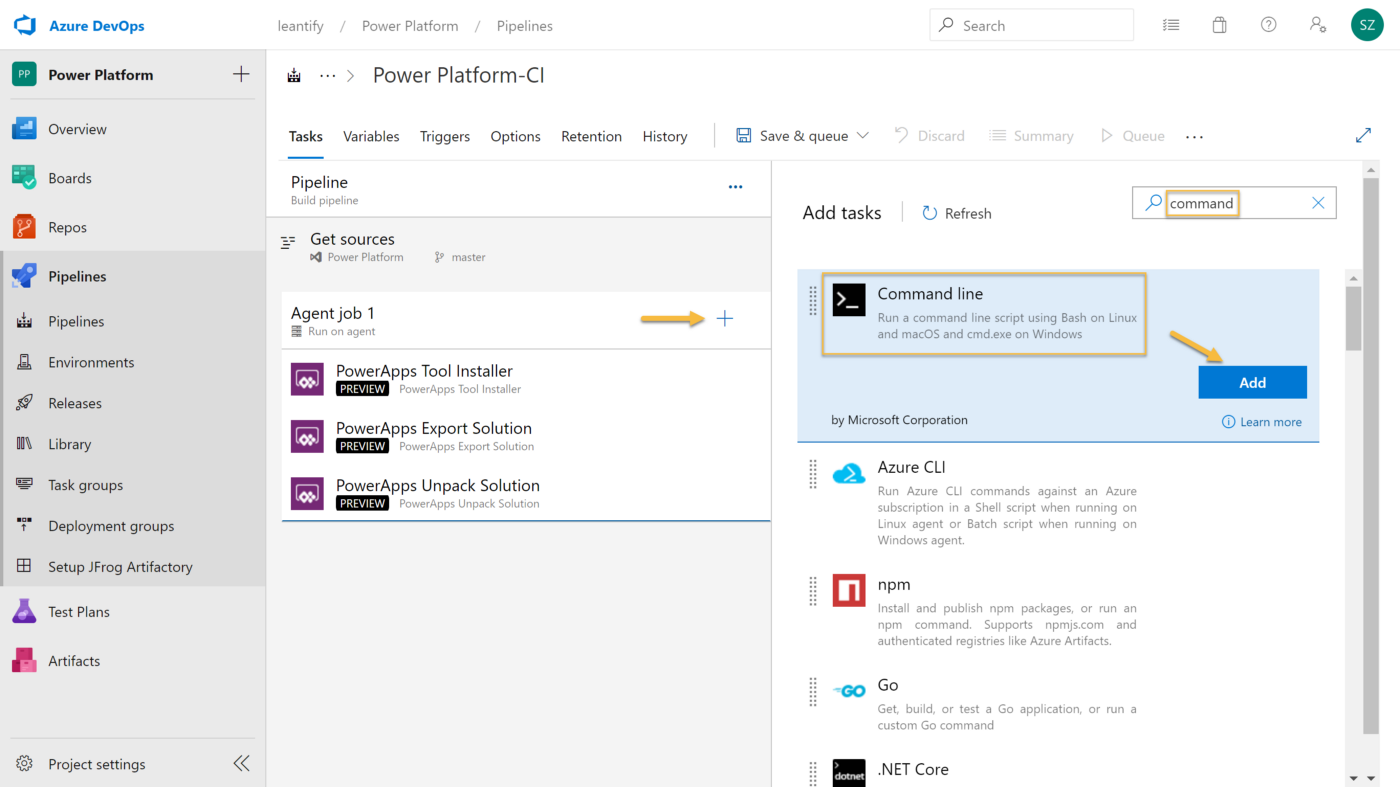 Azure DevOps
leantify / Power Platform / Pipelines
Search
SZ
PP Power Platform
Overview
Boards
Repos
Pipelines
Pipelines
Environments
Releases
Library
Task groups
Deployment groups
Setup JFrog Artifactory
Test Plans
Artifacts
Project settings
··· > Power Platform-CI
Tasks Variables Triggers Options Retention History Save & queue Discard Summary Queue ···
Pipeline
Build pipeline
···
Get sources
Power Platform master
Agent job 1
Run on agent
PowerApps Tool Installer
PREVIEW PowerApps Tool Installer
PowerApps Export Solution
PREVIEW PowerApps Export Solution
PowerApps Unpack Solution
PREVIEW PowerApps Unpack Solution
Add tasks Refresh
command
Command line
Run a command line script using Bash on Linux
and macOS and cmd.exe on Windows
Add
by Microsoft Corporation
Learn more
Azure CLI
Run Azure CLI commands against an Azure
subscription in a Shell script when running on
Linux agent or Batch script when running on
Windows agent.
npm
Install and publish npm packages, or run an
npm command. Supports npmjs.com and
authenticated registries like Azure Artifacts.
GO
Go
Get, build, or test a Go application, or run a
custom Go command
dotnet
.NET Core